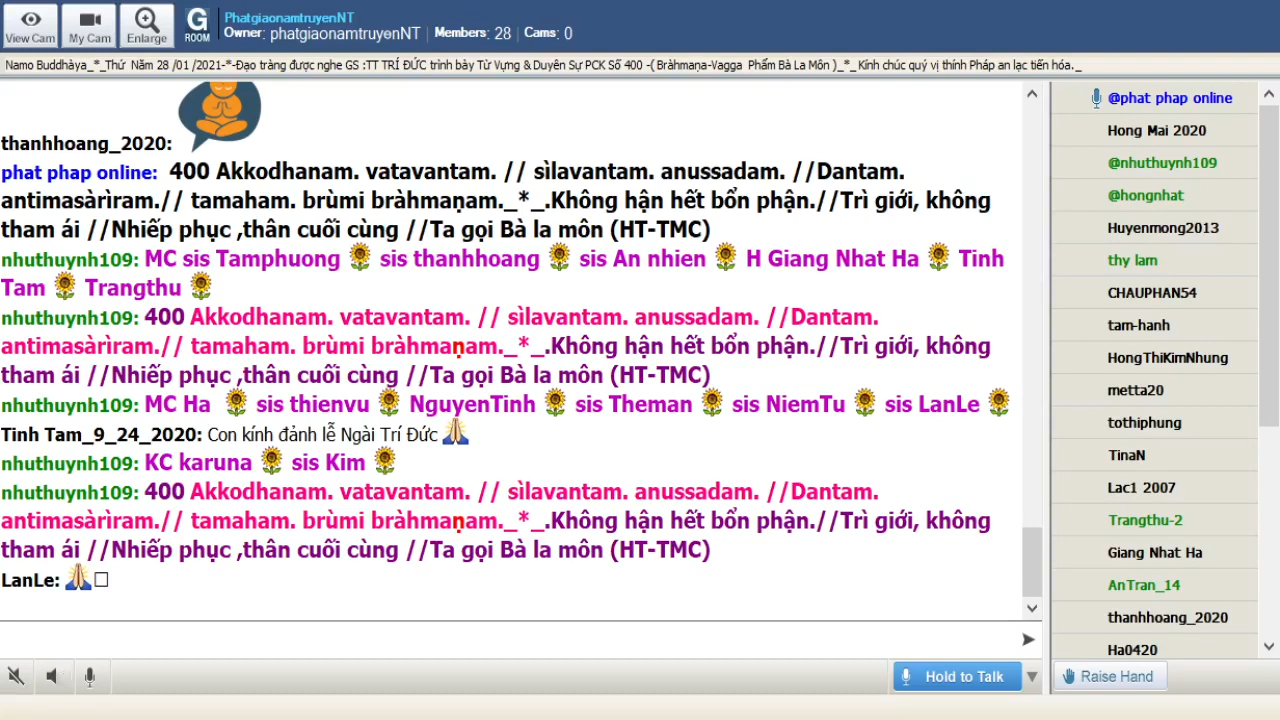 View Cam
My Cam
Enlarge
G
ROOM
PhatgiaonamtruyenNT
Owner: phatgiaonamtruyenNT | Members: 28 | Cams: 0
Namo Buddhàya_*_Thứ Năm 28 /01 /2021-*-Đạo tràng được nghe GS :TT TRÍ ĐỨC trình bày Từ Vựng & Duyên Sự PCK Số 400 -( Bràhmaṇa-Vagga Phẩm Bà La Môn )_*_ Kính chúc quý vị thính Pháp an lạc tiến hóa._
thanhhoang_2020:
phat phap online: 400 Akkodhanam. vatavantam. // sìlavantam. anussadam. //Dantam.
antimasàrìram.// tamaham. brùmi bràhmaṇam._*_.Không hận hết bổn phận.//Trì giới, không
tham ái //Nhiếp phục ,thân cuối cùng //Ta gọi Bà la môn (HT-TMC)
nhuthuynh109: MC sis Tamphuong 🌻 sis thanhhoang 🌻 sis An nhien 🌻 H Giang Nhat Ha 🌻 Tinh
Tam 🌻 Trangthu 🌻
nhuthuynh109: 400 Akkodhanam. vatavantam. // sìlavantam. anussadam. //Dantam.
antimasàrìram.// tamaham. brùmi bràhmaṇam._*_.Không hận hết bổn phận.//Trì giới, không
tham ái //Nhiếp phục ,thân cuối cùng //Ta gọi Bà la môn (HT-TMC)
nhuthuynh109: MC Ha 🌻 sis thienvu 🌻 NguyenTinh 🌻 sis Theman 🌻 sis NiemTu 🌻 sis LanLe 🌻
Tinh Tam_9_24_2020: Con kính đảnh lễ Ngài Trí Đức 🙏
nhuthuynh109: KC karuna 🌻 sis Kim 🌻
nhuthuynh109: 400 Akkodhanam. vatavantam. // sìlavantam. anussadam. //Dantam.
antimasàrìram.// tamaham. brùmi bràhmaṇam._*_.Không hận hết bổn phận.//Trì giới, không
tham ái //Nhiếp phục ,thân cuối cùng //Ta gọi Bà la môn (HT-TMC)
LanLe: 🙏□
Hold to Talk
@phat phap online
Hong Mai 2020
@nhuthuynh109
@hongnhat
Huyenmong2013
thy lam
CHAUPHAN54
tam-hanh
HongThiKimNhung
metta20
tothiphung
TinaN
Lac1 2007
Trangthu-2
Giang Nhat Ha
AnTran_14
thanhhoang_2020
Ha0420
Raise Hand